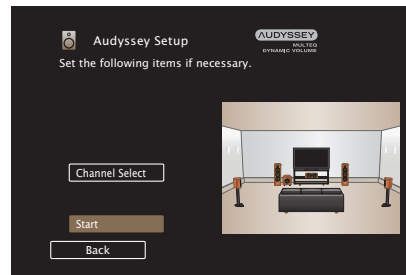 Audyssey Setup
AUDYSSEY
MULTEQ
DYNAMIC VOLUME
Set the following items if necessary.
Channel Select
Start
Back